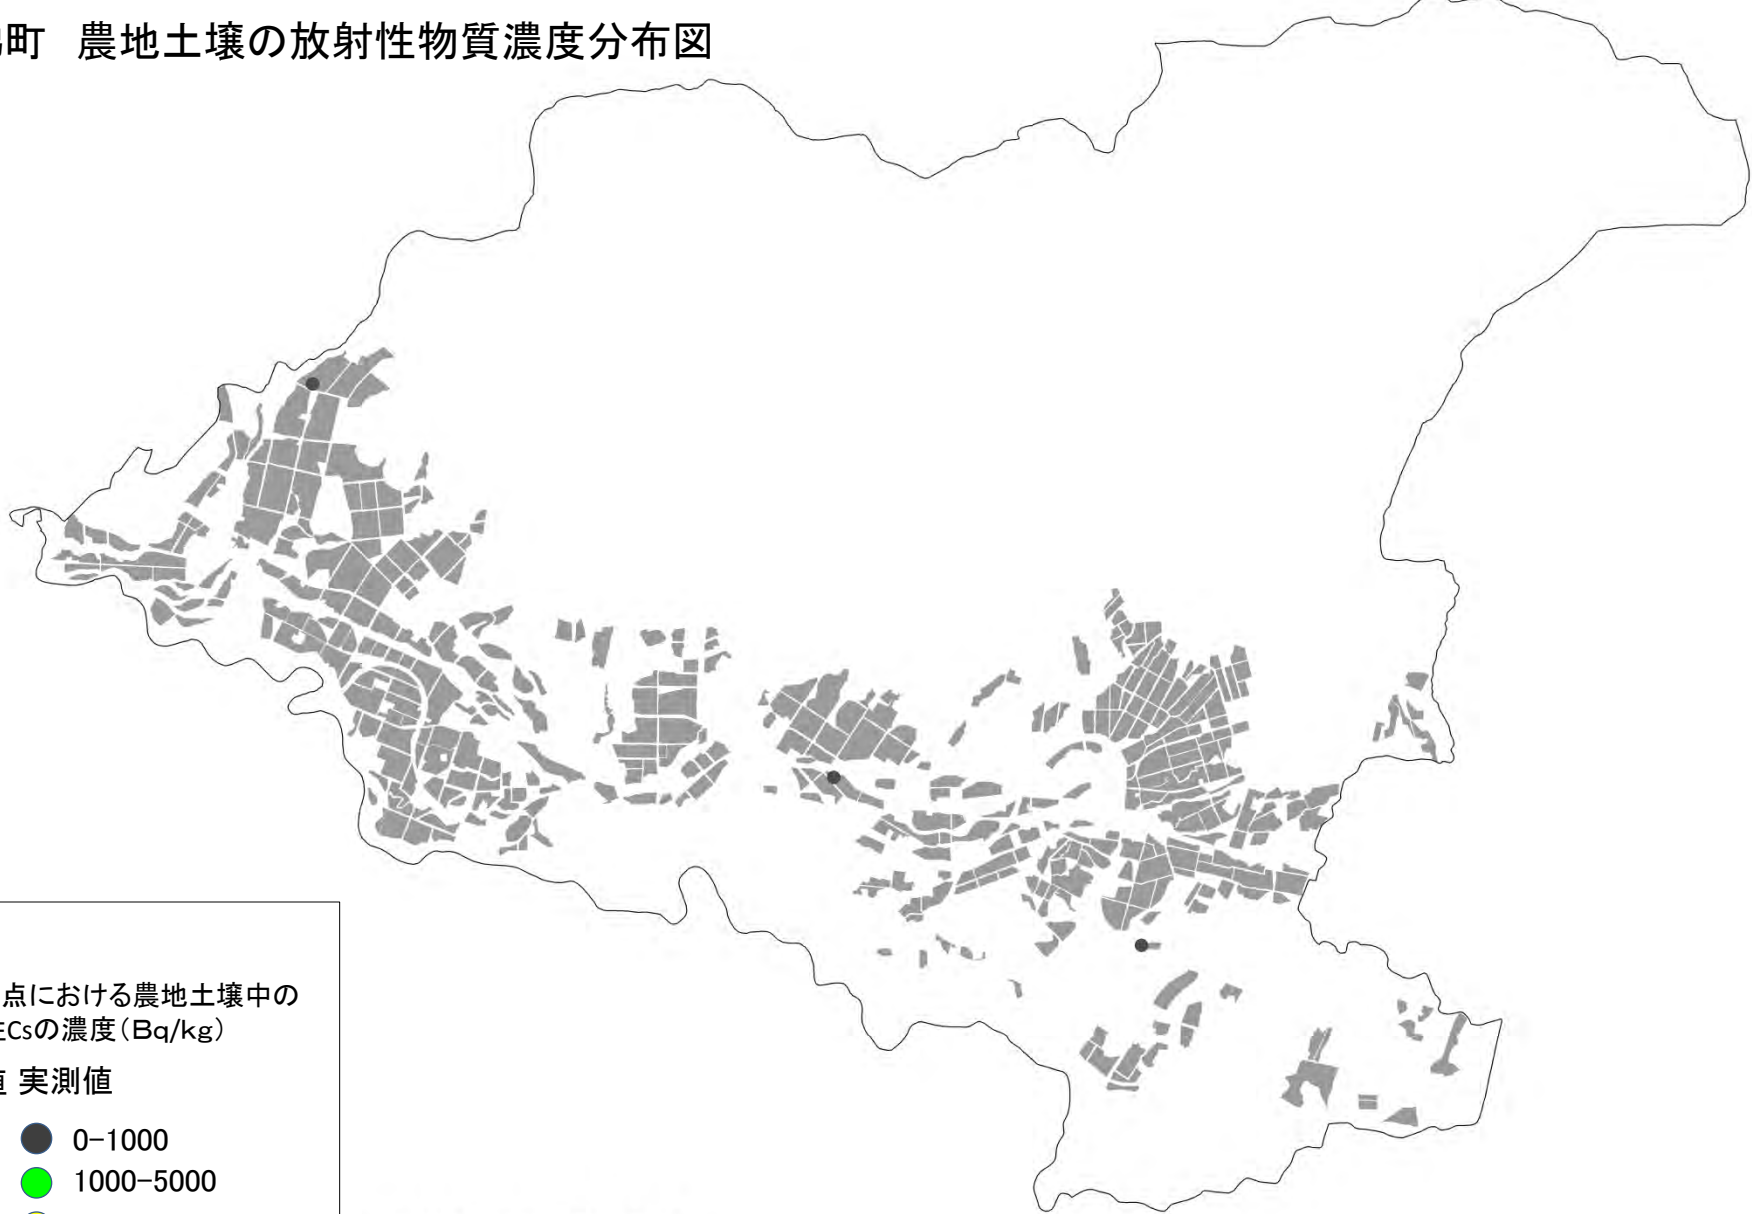 町 農地土壌の放射性物質濃度分布図
点における農地土壌中の
Csの濃度(Bq/kg)
実測値
0-1000
1000-5000